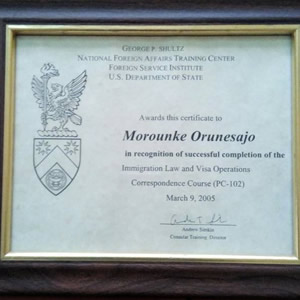 GEORGE P. SHULTZ
NATIONAL FOREIGN AFFAIRS TRAINING CENTER
FOREIGN SERVICE INSTITUTE
U.S. DEPARTMENT OF STATE
Awards this certificate to
Morounke Orunesajo
in recognition of successful completion of the
Immigration Law and Visa Operations
Correspondence Course (PC-102)
March 9, 2005
Andrew
Consular Training Director